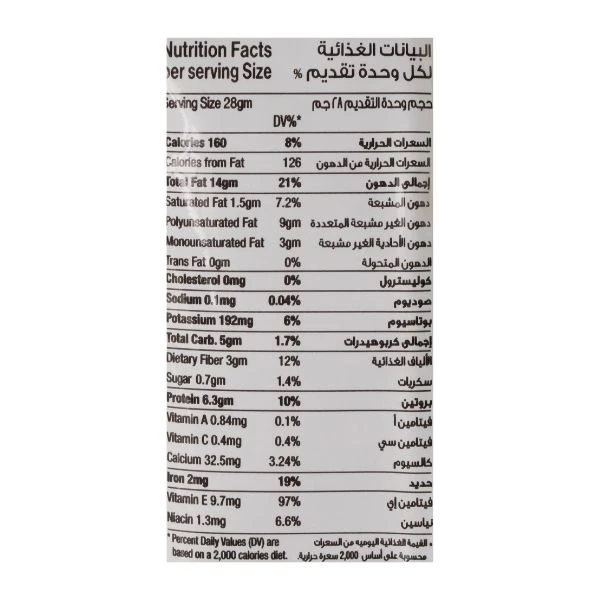 Nutrition Facts البيانات الغذائية
per serving Size لكل وحدة تقديم %
Serving Size 28gm حجم وحدة التقديم ٢٨ جم
DV%*
Calories 160 8% السعرات الحرارية
Calories from Fat 126 السعرات الحرارية من الدهون
Total Fat 14gm 21% إجمالى الدهون
Saturated Fat 1.5gm 7.2% دهون المشبعة
Polyunsaturated Fat 9gm دهون الغير مشبعة المتعددة
Monounsaturated Fat 3gm دهون الأحادية الغير مشبعة
Trans Fat 0gm 0% الدهون المتحولة
Cholesterol 0mg 0% كوليسترول
Sodium 0.1mg 0.04% صوديوم
Potassium 192mg 6% بوتاسيوم
Total Carb. 5gm 1.7% إجمالى كربوهيدرات
Dietary Fiber 3gm 12% الألياف الغذائية
Sugar 0.7gm 1.4% سكريات
Protein 6.3gm 10% بروتين
Vitamin A 0.84mg 0.1% فيتامين أ
Vitamin C 0.4mg 0.4% فيتامين سي
Calcium 32.5mg 3.24% كالسيوم
Iron 2mg 19% حديد
Vitamin E 9.7mg 97% فيتامين إي
Niacin 1.3mg 6.6% نياسين
* Percent Daily Values (DV) are * القيمة الغذائية اليوميه من السعرات
based on a 2,000 calories diet. محسوبة على أساس 2,000 سعرة حرارية.